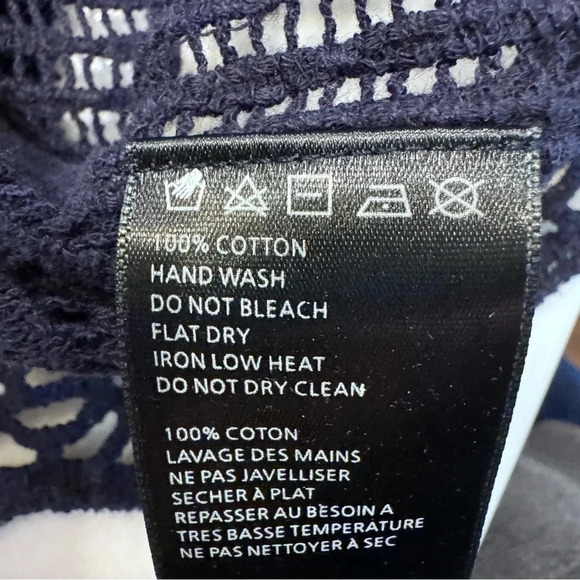 100% COTTON
HAND WASH
DO NOT BLEACH
FLAT DRY
IRON LOW HEAT
DO NOT DRY CLEAN
100% COTON
LAVAGE DES MAINS
NE PAS JAVELLISER
SECHER À PLAT
REPASSER AU BESOIN A
TRES BASSE TEMPERATURE
NE PAS NETTOYER À SEC